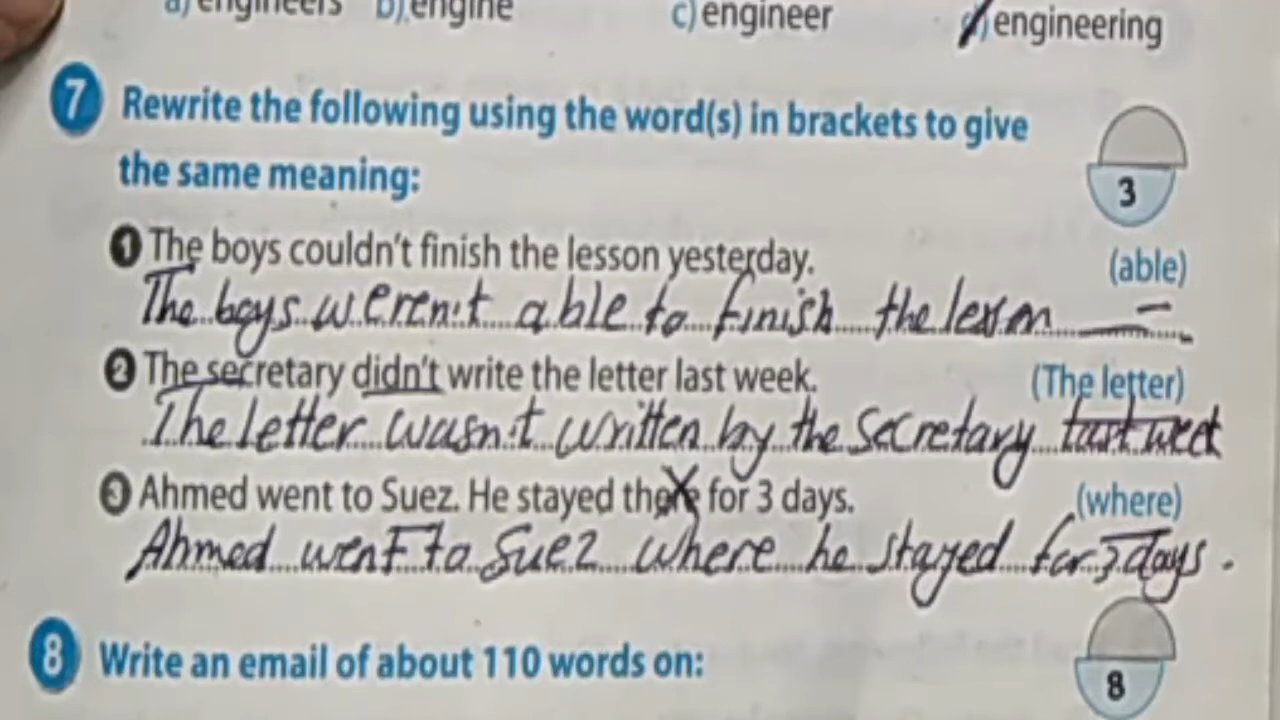 a) engineers b) engine c) engineer d) engineering
7 Rewrite the following using the word(s) in brackets to give
the same meaning:
3
1 The boys couldn't finish the lesson yesterday. (able)
The boys weren't able to finish the lesson
2 The secretary didn't write the letter last week. (The letter)
The letter wasn't written by the secretary last week
3 Ahmed went to Suez. He stayed there for 3 days. (where)
Ahmed went to Suez where he stayed for 3 days.
8 Write an email of about 110 words on:
8